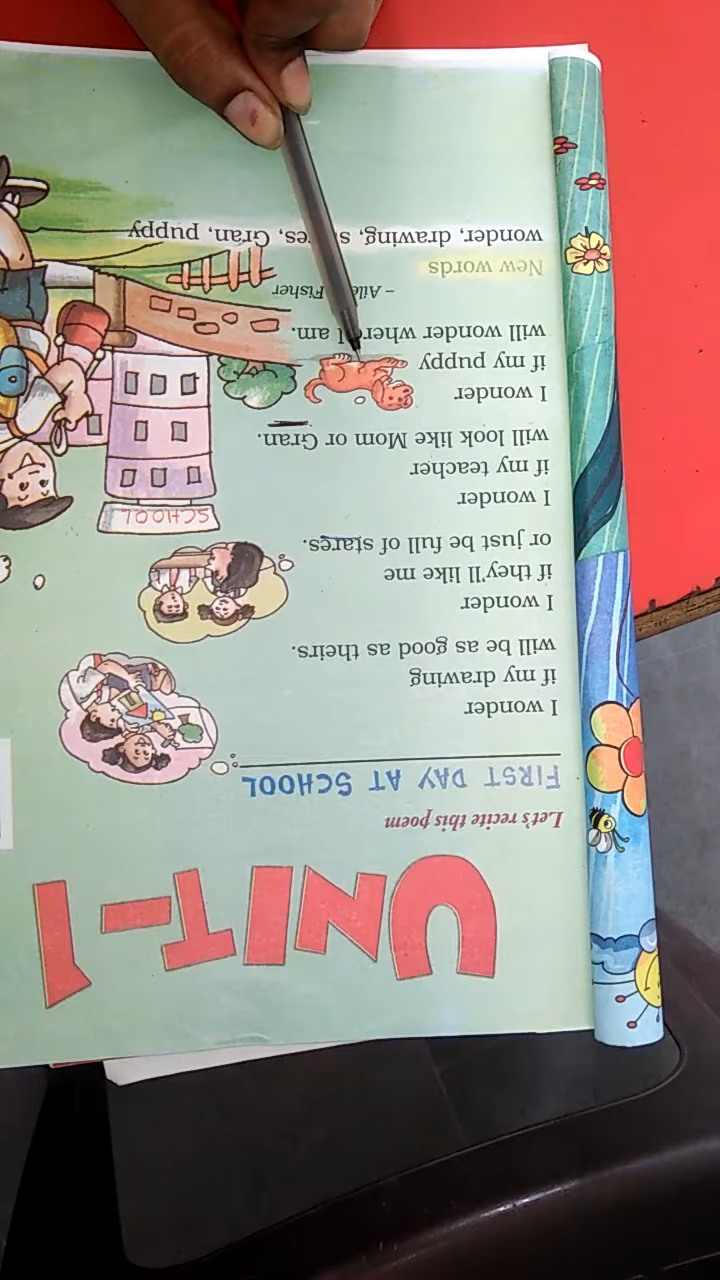 UNIT-1
Let's recite this poem
FIRST DAY AT SCHOOL
I wonder
if my drawing
will be as good as theirs.
I wonder
if they'll like me
or just be full of stares.
I wonder
if my teacher
will look like Mom or Gran.
I wonder
if my puppy
will wonder where I am.
– Fisher
New words
wonder, drawing, Gran, puppy
SCHOOL